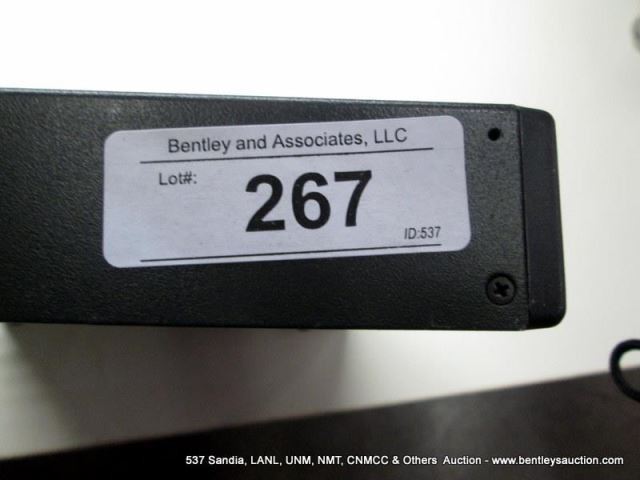 Bentley and Associates, LLC
Lot#:
267
ID:537
537 Sandia, LANL, UNM, NMT, CNMCC & Others Auction - www.bentleysauction.com